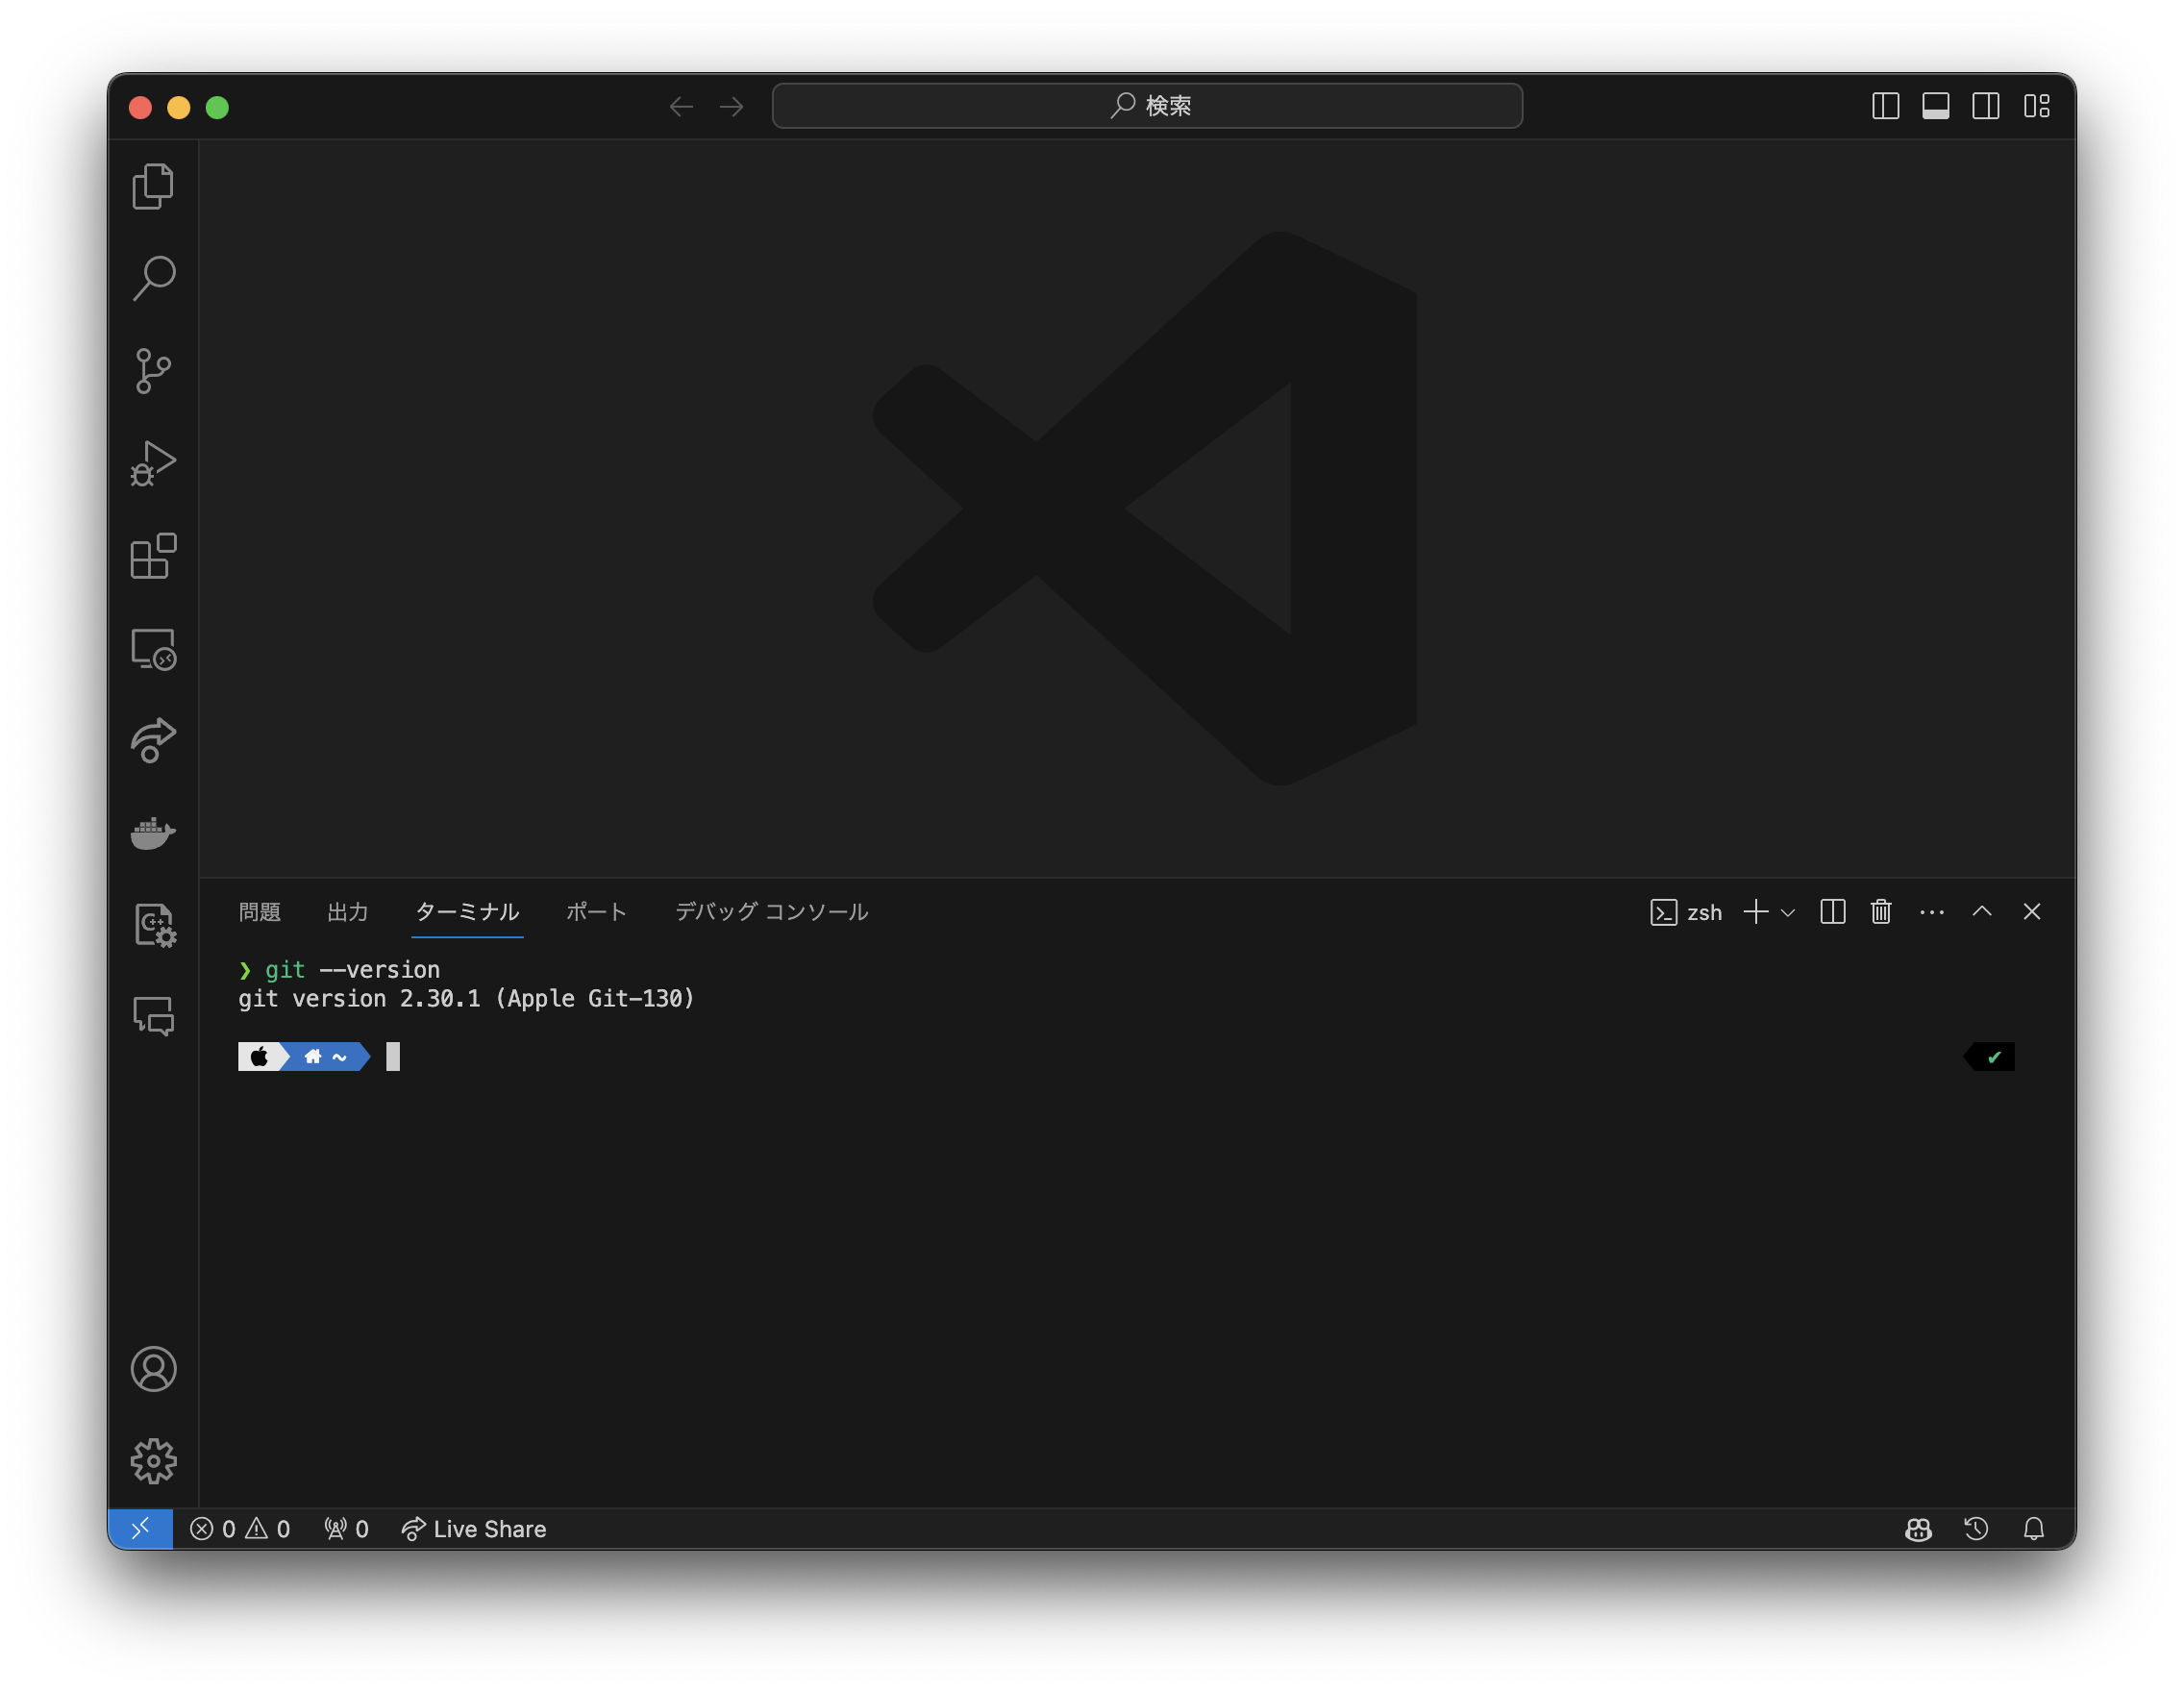 検索
問題 出力 ターミナル ポート デバッグ コンソール zsh
❯ git --version
git version 2.30.1 (Apple Git-130)
~ ✔
0 0 0 Live Share